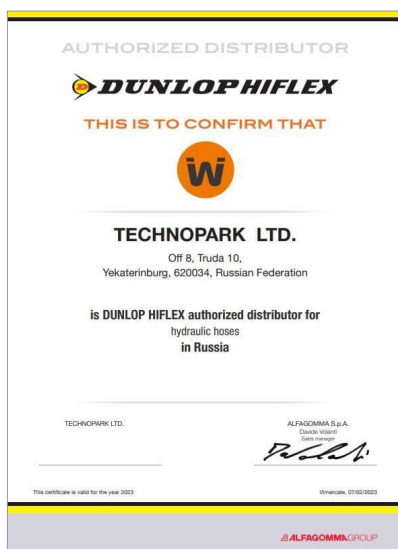 AUTHORIZED DISTRIBUTOR
DUNLOP HIFLEX
THIS IS TO CONFIRM THAT
TECHNOPARK LTD.
Off 8, Truda 10,
Yekaterinburg, 620034, Russian Federation
is DUNLOP HIFLEX authorized distributor for
hydraulic hoses
in Russia
TECHNOPARK LTD.
ALFAGOMMA S.p.A.
Davide Volanti
Sales manager
This certificate is valid for the year 2023
Vimercate, 07/02/2023
ALFAGOMMAGROUP